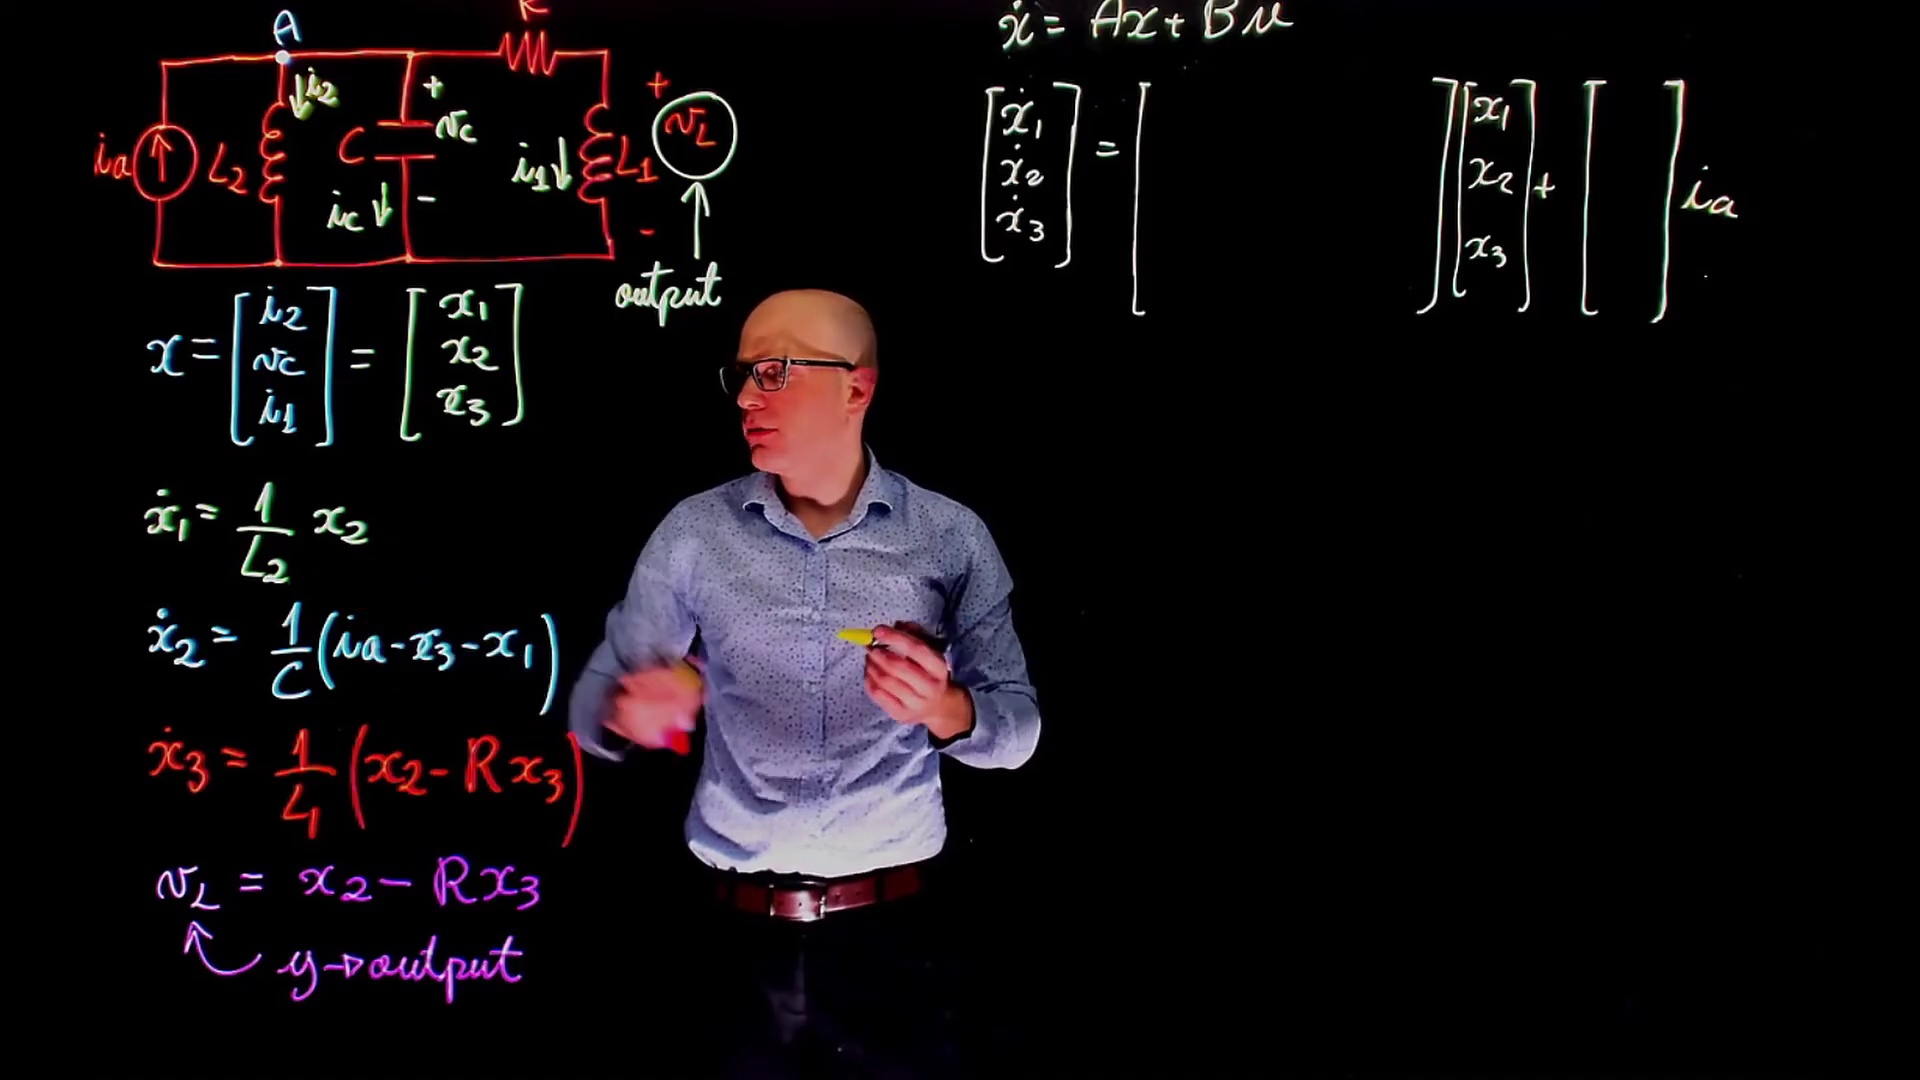 A
R
ia
L2
i2
C
+
vc
-
ic
i1
L1
+
vL
-
output
x = [i2 vc i1] = [x1 x2 x3]
ẋ1 = 1/L2 x2
ẋ2 = 1/C (ia - x3 - x1)
ẋ3 = 1/L1 (x2 - Rx3)
vL = x2 - Rx3
y → output
ẋ = Ax + Bu
[ẋ1 ẋ2 ẋ3] = [ ] [x1 x2 x3] + [ ] ia